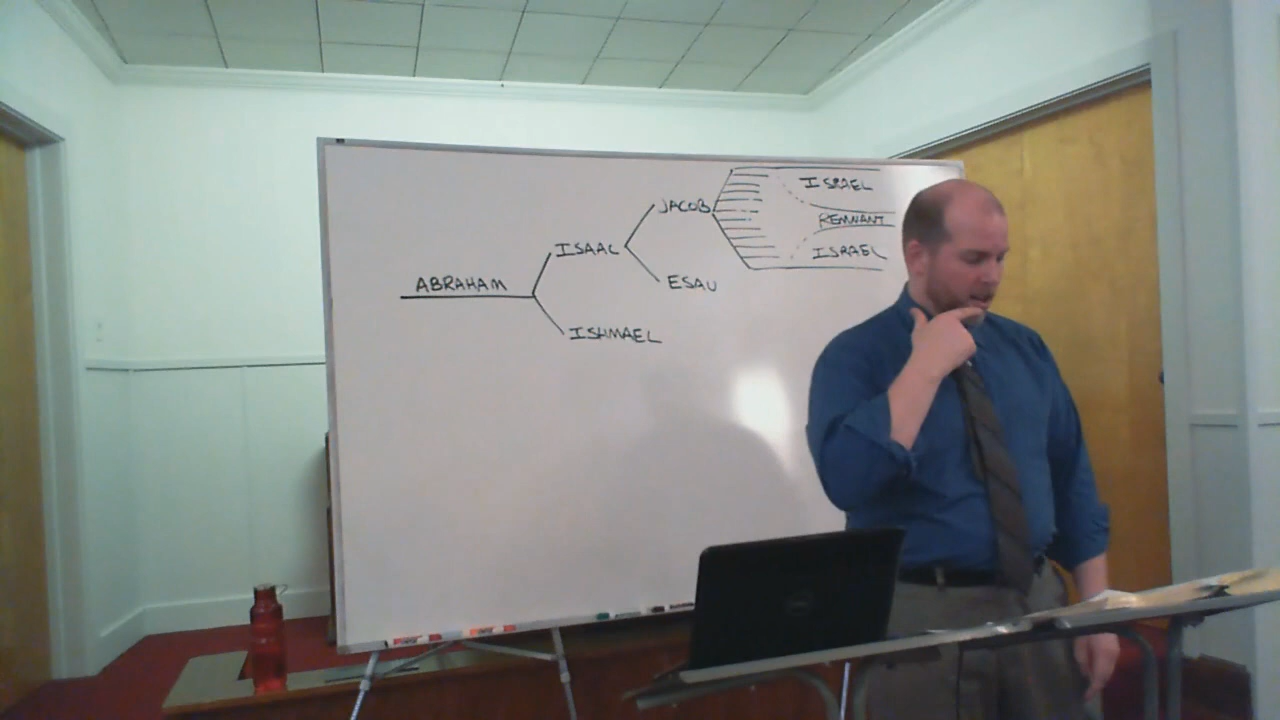 ISRAEL
JACOB
REMNANT
ISAAC
ISRAEL
ABRAHAM
ESAU
ISHMAEL